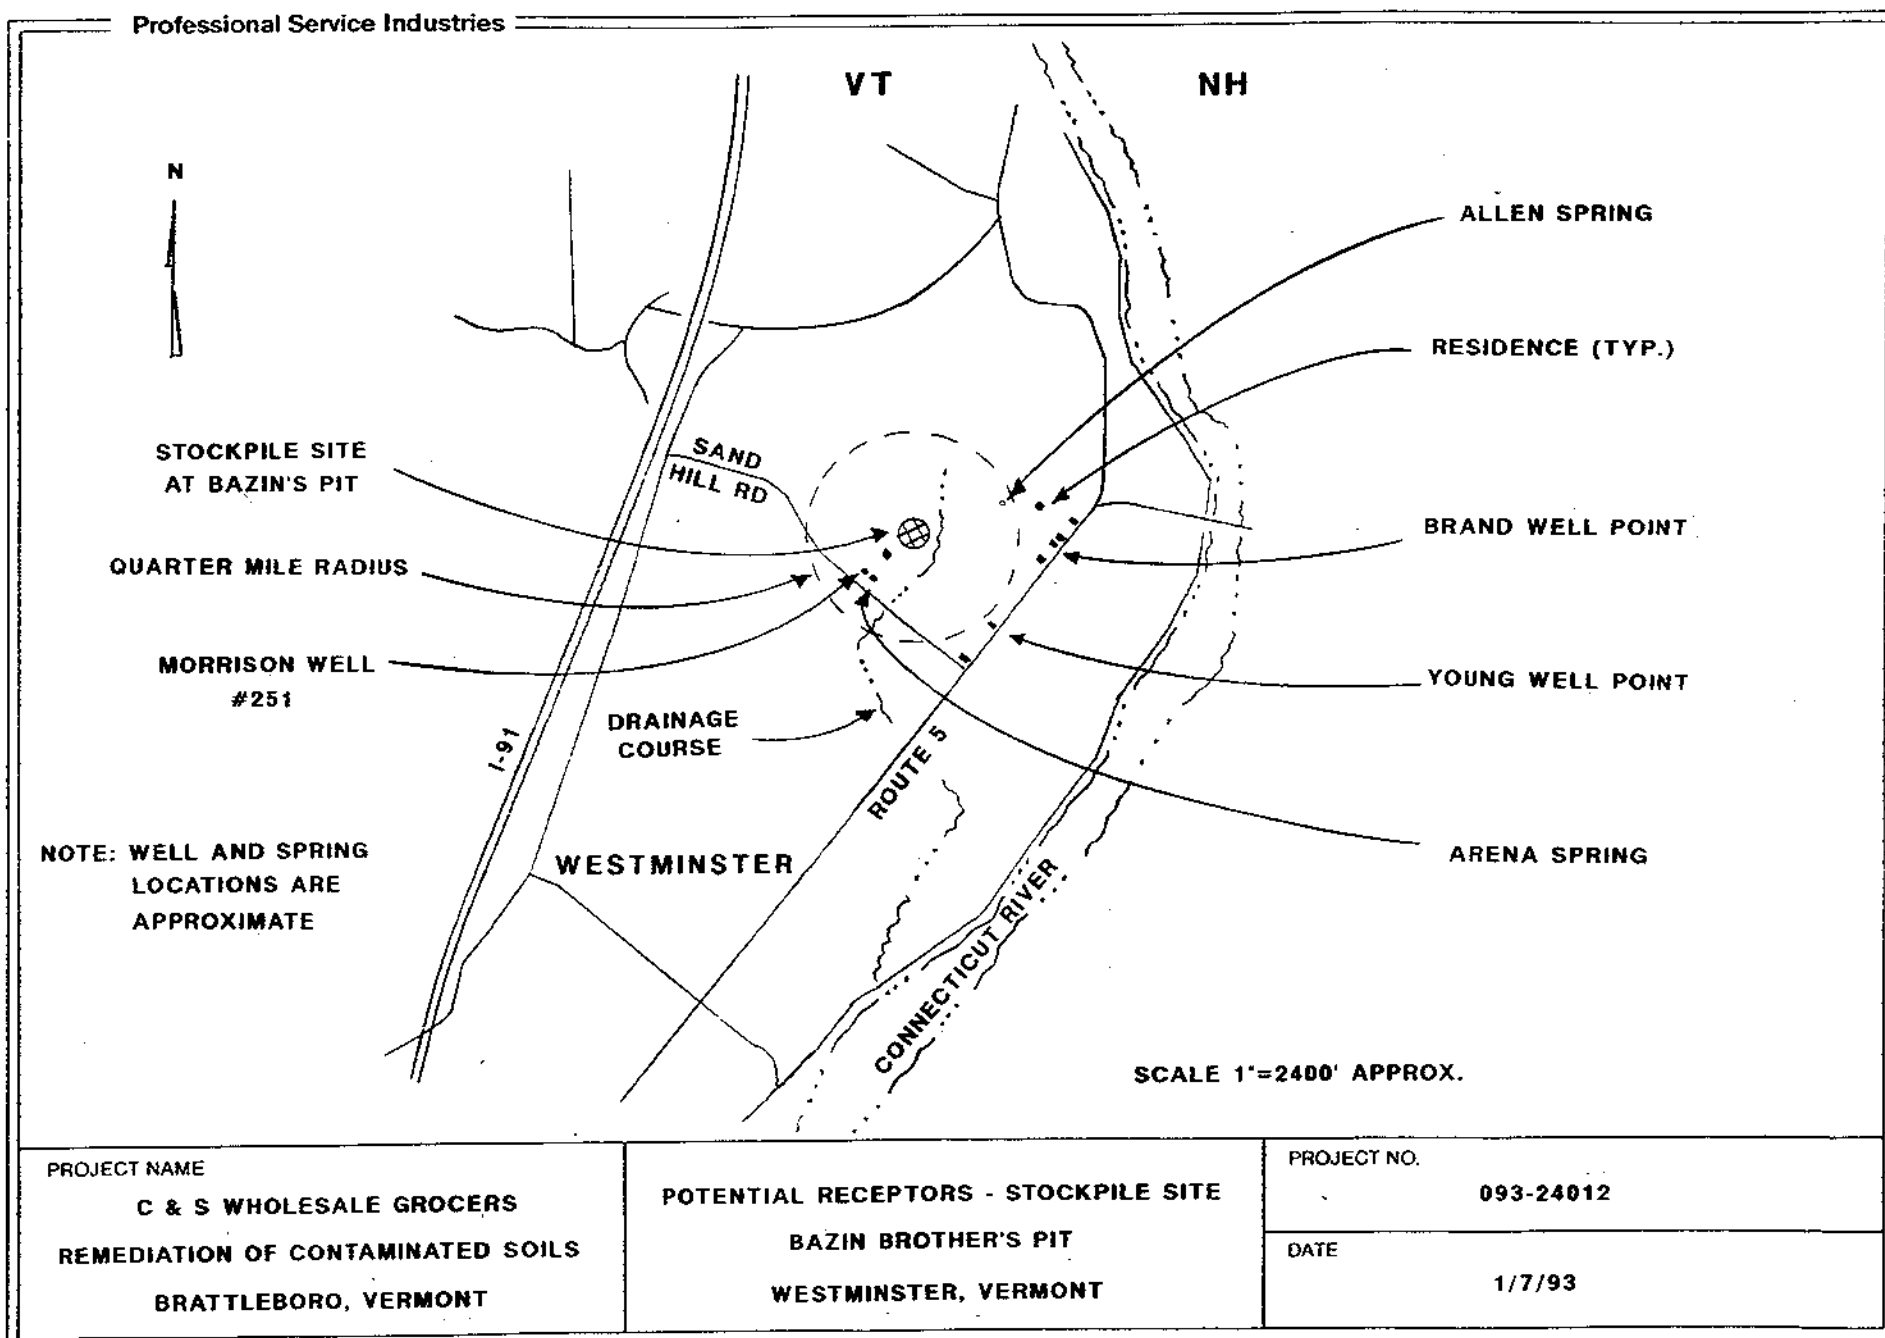 Professional Service Industries
VT
NH
N
ALLEN SPRING
RESIDENCE (TYP.)
SAND
HILL RD
STOCKPILE SITE
AT BAZIN'S PIT
BRAND WELL POINT
QUARTER MILE RADIUS
MORRISON WELL
#251
YOUNG WELL POINT
DRAINAGE
COURSE
I-91
ROUTE 5
NOTE: WELL AND SPRING
LOCATIONS ARE
APPROXIMATE
WESTMINSTER
ARENA SPRING
CONNECTICUT RIVER
SCALE 1"=2400' APPROX.
PROJECT NAME
C & S WHOLESALE GROCERS
REMEDIATION OF CONTAMINATED SOILS
BRATTLEBORO, VERMONT
POTENTIAL RECEPTORS - STOCKPILE SITE
BAZIN BROTHER'S PIT
WESTMINSTER, VERMONT
PROJECT NO.
093-24012
DATE
1/7/93